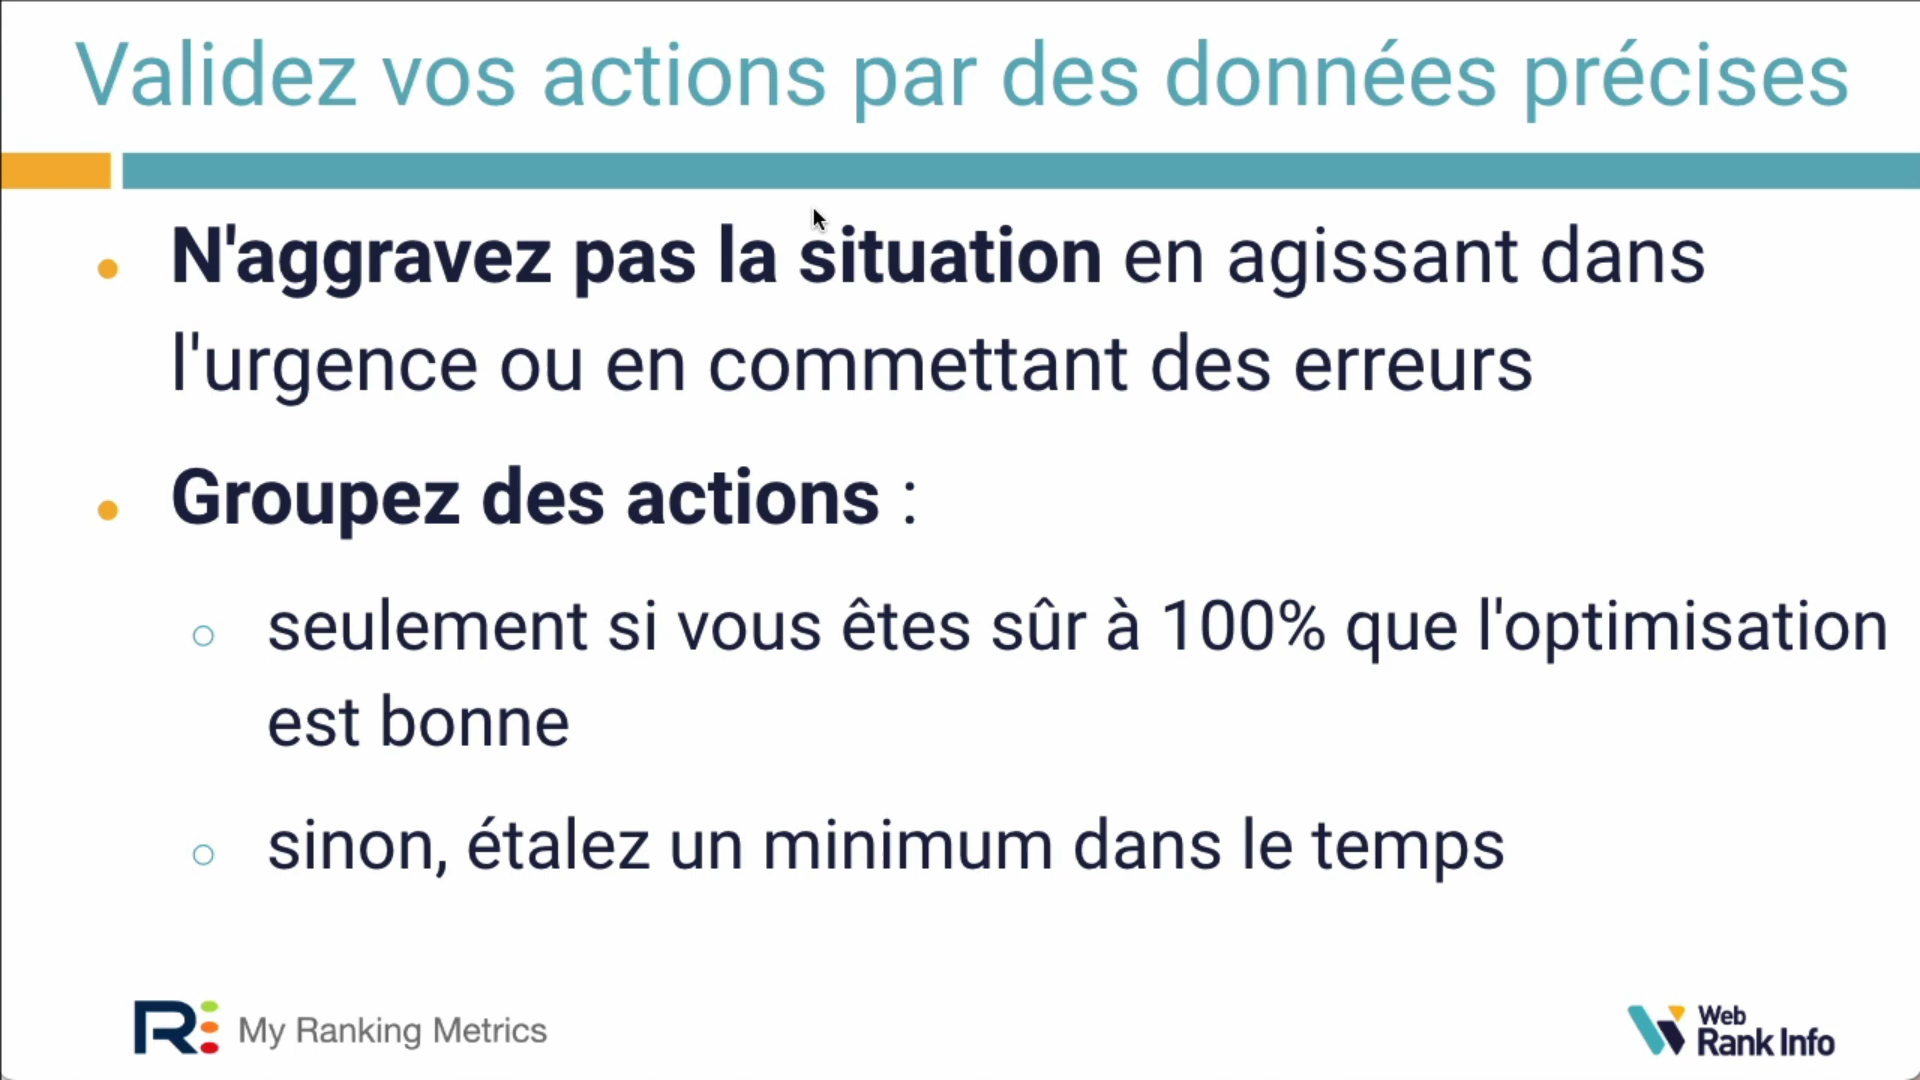 Validez vos actions par des données précises
N'aggravez pas la situation en agissant dans
l'urgence ou en commettant des erreurs
Groupez des actions :
seulement si vous êtes sûr à 100% que l'optimisation
est bonne
sinon, étalez un minimum dans le temps
My Ranking Metrics
Web
Rank Info